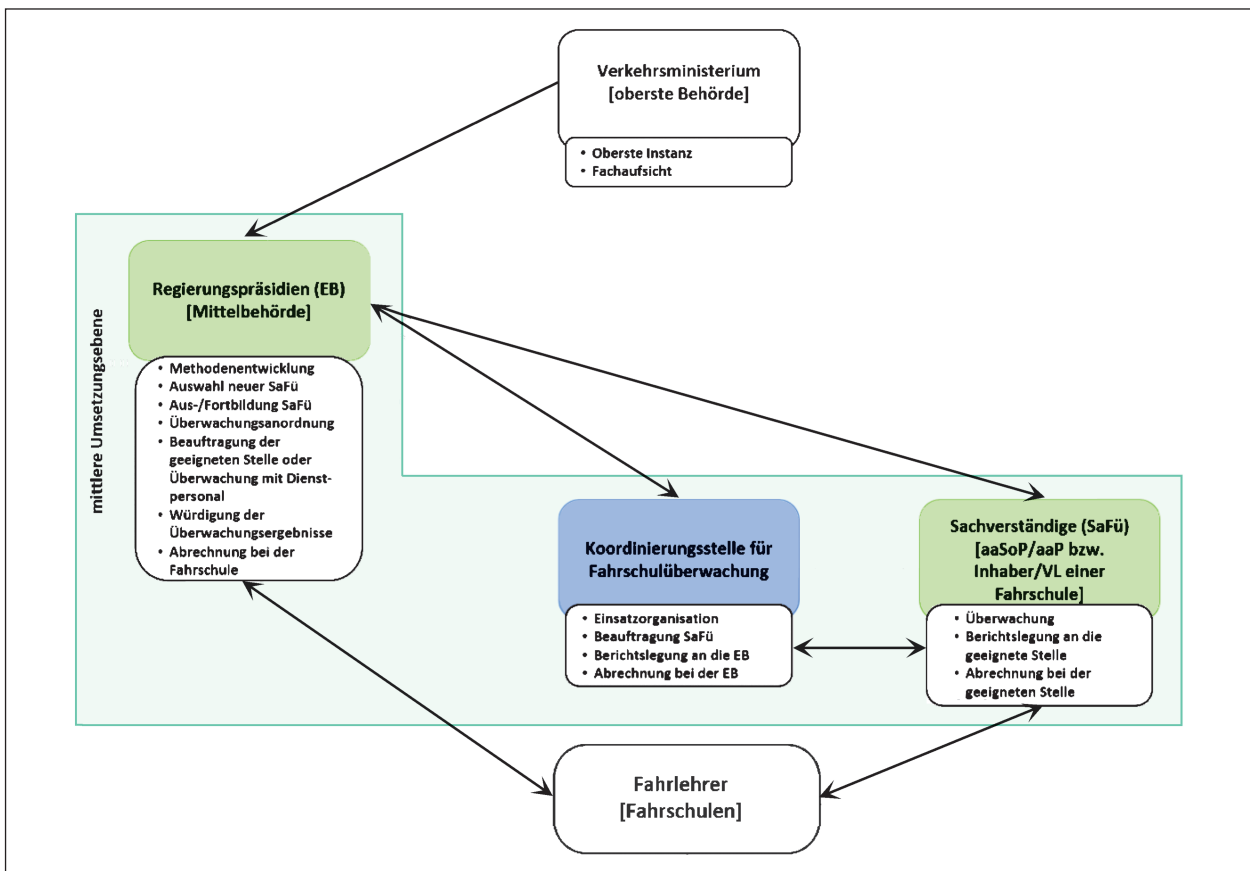 Verkehrsministerium
[oberste Behörde]
• Oberste Instanz
• Fachaufsicht
mittlere Umsetzungsebene
Regierungspräsidien (EB)
[Mittelbehörde]
• Methodenentwicklung
• Auswahl neuer SaFü
• Aus-/Fortbildung SaFü
• Überwachungsanordnung
• Beauftragung der
geeigneten Stelle oder
Überwachung mit Dienst-
personal
• Würdigung der
Überwachungsergebnisse
• Abrechnung bei der
Fahrschule
Koordinierungsstelle für
Fahrschulüberwachung
• Einsatzorganisation
• Beauftragung SaFü
• Berichtslegung an die EB
• Abrechnung bei der EB
Sachverständige (SaFü)
[aaSoP/aaP bzw.
Inhaber/VL einer
Fahrschule]
• Überwachung
• Berichtslegung an die
geeignete Stelle
• Abrechnung bei der
geeigneten Stelle
Fahrlehrer
[Fahrschulen]